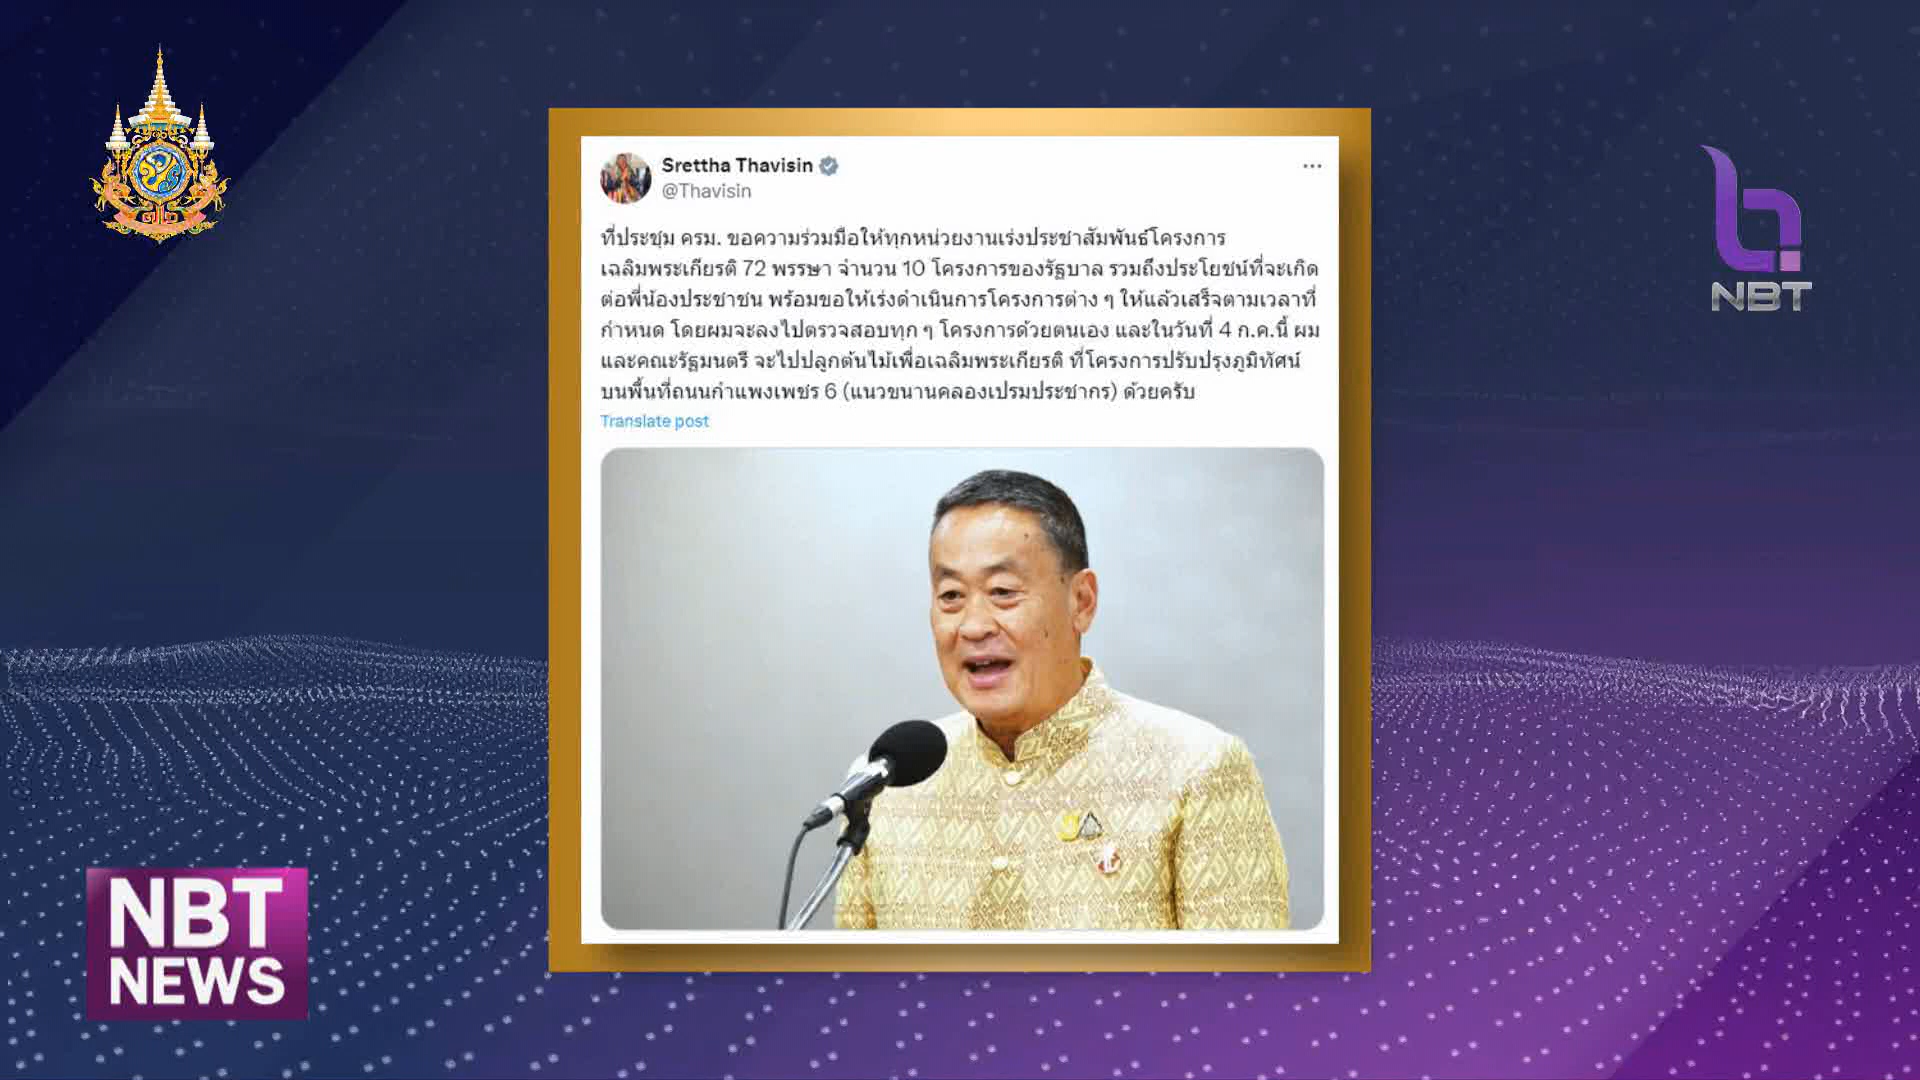 ๗๒
Srettha Thavisin
@Thavisin
ที่ประชุม ครม. ขอความร่วมมือให้ทุกหน่วยงานเร่งประชาสัมพันธ์โครงการ
เฉลิมพระเกียรติ 72 พรรษา จำนวน 10 โครงการของรัฐบาล รวมถึงประโยชน์ที่จะเกิด
ต่อพี่น้องประชาชน พร้อมขอให้เร่งดำเนินการโครงการต่าง ๆ ให้แล้วเสร็จตามเวลาที่
กำหนด โดยผมจะลงไปตรวจสอบทุก ๆ โครงการด้วยตนเอง และในวันที่ 4 ก.ค.นี้ ผม
และคณะรัฐมนตรี จะไปปลูกต้นไม้เพื่อเฉลิมพระเกียรติ ที่โครงการปรับปรุงภูมิทัศน์
บนพื้นที่ถนนกำแพงเพชร 6 (แนวขนานคลองเปรมประชากร) ด้วยครับ
Translate post
NBT
NBT
NEWS